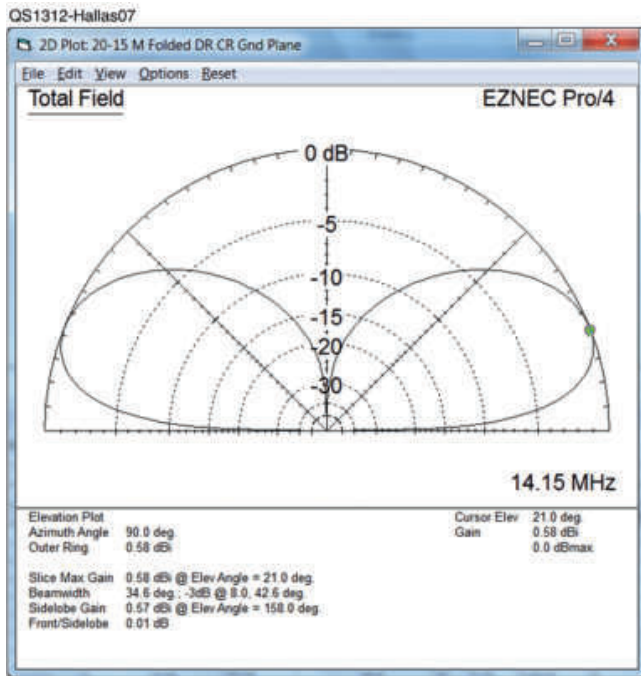 QS1312-Hallas07
2D Plot: 20-15 M Folded DR CR Gnd Plane
File Edit View Options Reset
Total Field
EZNEC Pro/4
0 dB
-5
-10
-15
-20
-30
14.15 MHz
Elevation Plot
Azimuth Angle 90.0 deg.
Outer Ring 0.58 dBi
Cursor Elev 21.0 deg.
Gain 0.58 dBi
0.0 dBmax
Slice Max Gain 0.58 dBi @ Elev Angle = 21.0 deg.
Beamwidth 34.6 deg.; -3dB @ 8.0, 42.6 deg.
Sidelobe Gain 0.57 dBi @ Elev Angle = 158.0 deg.
Front/Sidelobe 0.01 dB